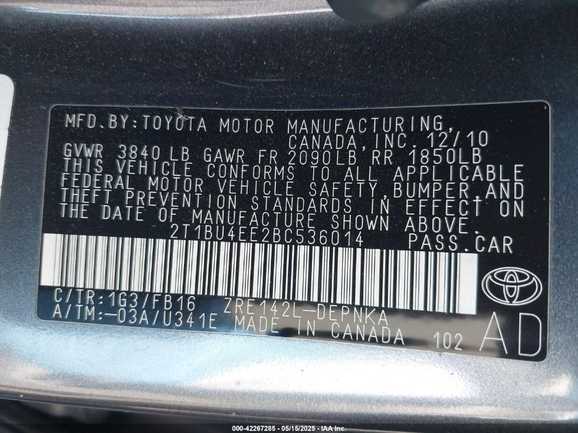 MFD.BY:TOYOTA MOTOR MANUFACTURING,
CANADA,INC. 12/10
GVWR 3840 LB GAWR FR 2090LB RR 1850LB
THIS VEHICLE CONFORMS TO ALL APPLICABLE
FEDERAL MOTOR VEHICLE SAFETY, BUMPER, AND
THEFT PREVENTION STANDARDS IN EFFECT ON
THE DATE OF MANUFACTURE SHOWN ABOVE.
2T1BU4EE2BC536014 PASS.CAR
C/TR:1G3/FB16 ZRE142L-DEPNKA
A/TM:-03A/U341E MADE IN CANADA 102
TOYOTA
AD
000-42267285 - 05/15/2025 - IAA Inc.